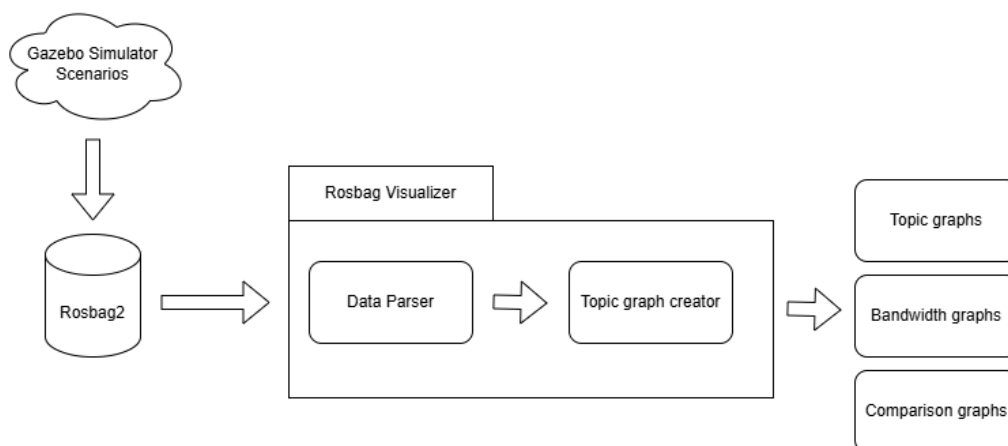 Gazebo Simulator
Scenarios
Rosbag Visualizer
Topic graphs
Rosbag2
Data Parser
Topic graph creator
Bandwidth graphs
Comparison graphs